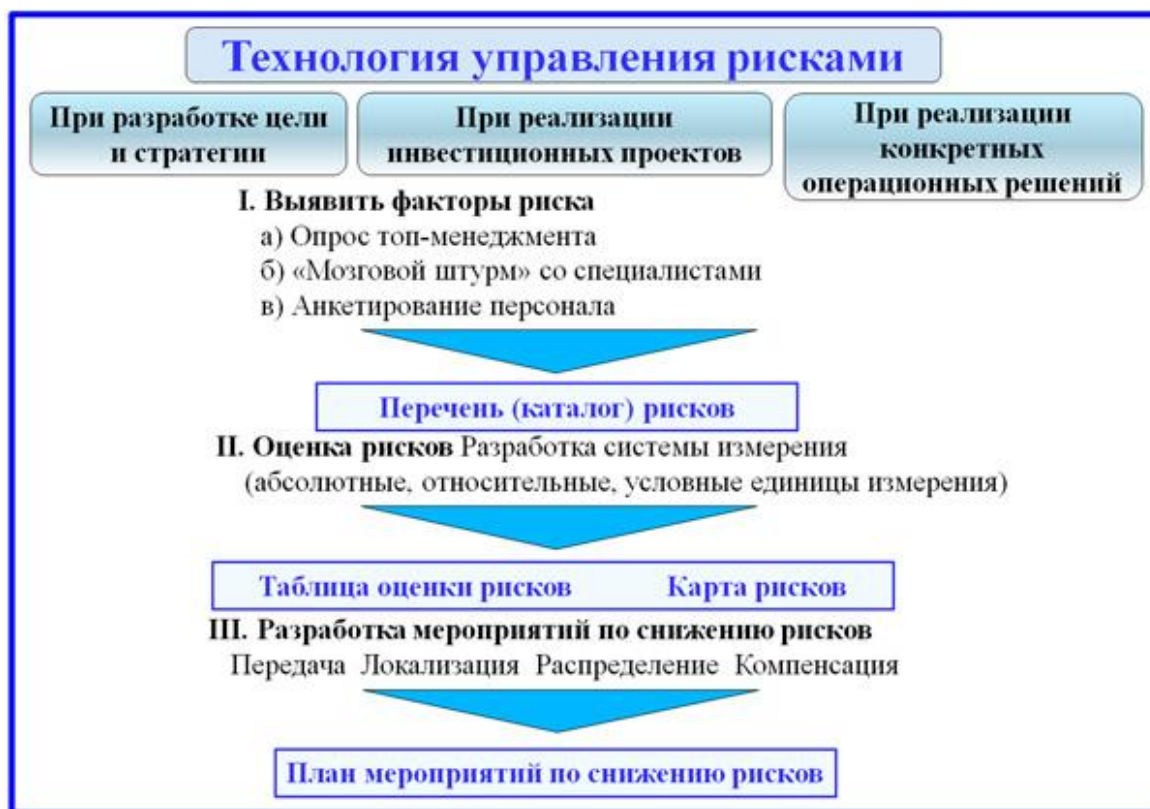 Технология управления рисками
При разработке цели
и стратегии
При реализации
инвестиционных проектов
При реализации
конкретных
операционных решений
I. Выявить факторы риска
а) Опрос топ-менеджмента
б) «Мозговой штурм» со специалистами
в) Анкетирование персонала
Перечень (каталог) рисков
II. Оценка рисков Разработка системы измерения
(абсолютные, относительные, условные единицы измерения)
Таблица оценки рисков Карта рисков
III. Разработка мероприятий по снижению рисков
Передача Локализация Распределение Компенсация
План мероприятий по снижению рисков